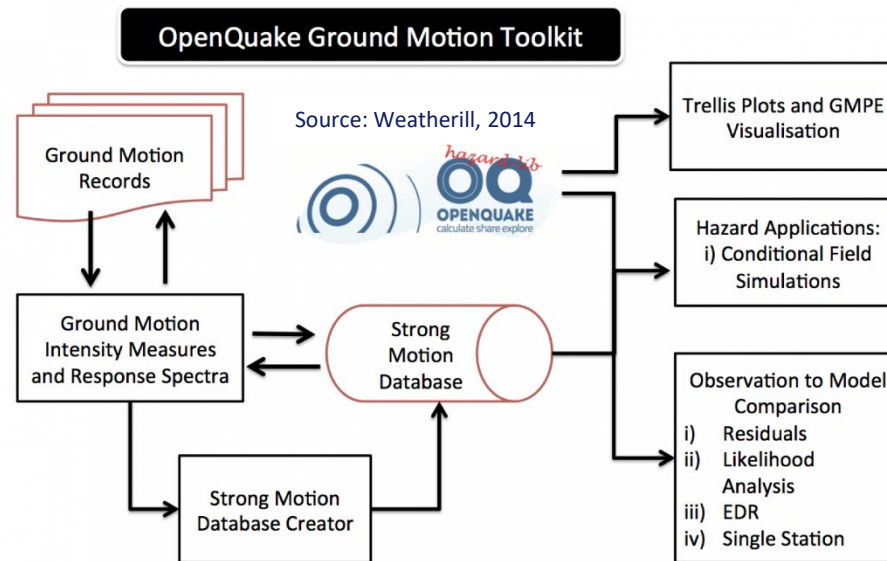 OpenQuake Ground Motion Toolkit
Source: Weatherill, 2014
hazard-lib
OQ
OPENQUAKE
calculate share explore
Ground Motion
Records
Trellis Plots and GMPE
Visualisation
Hazard Applications:
i) Conditional Field
Simulations
Ground Motion
Intensity Measures
and Response Spectra
Strong
Motion
Database
Observation to Model
Comparison
i) Residuals
ii) Likelihood
Analysis
iii) EDR
iv) Single Station
Strong Motion
Database Creator